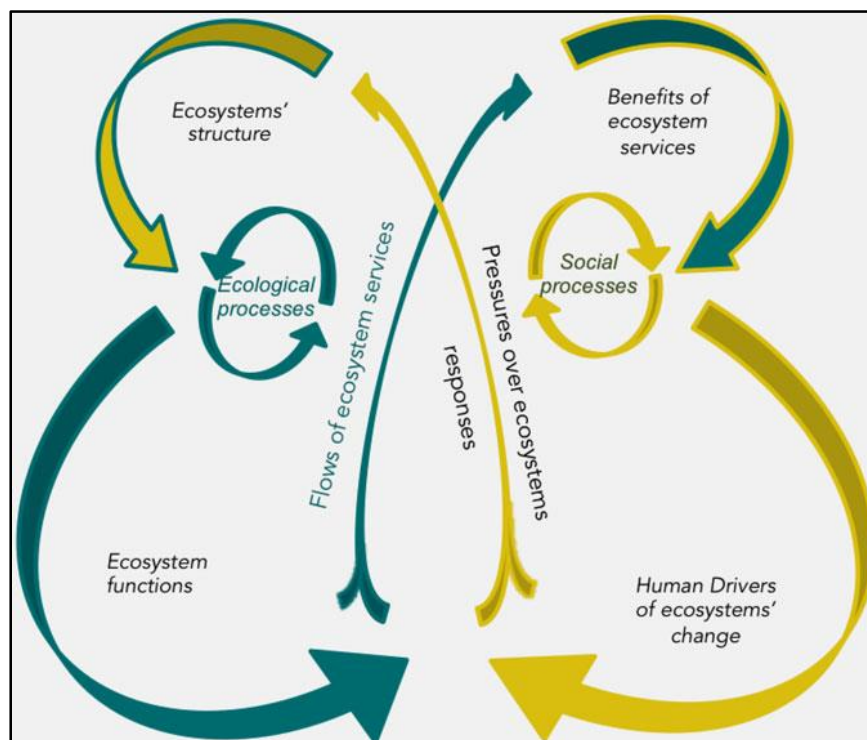 Ecosystems'
structure
Benefits of
ecosystem
services
Ecological
processes
Social
processes
Flows of ecosystem services
responses
Pressures over ecosystems
Ecosystem
functions
Human Drivers
of ecosystems'
change